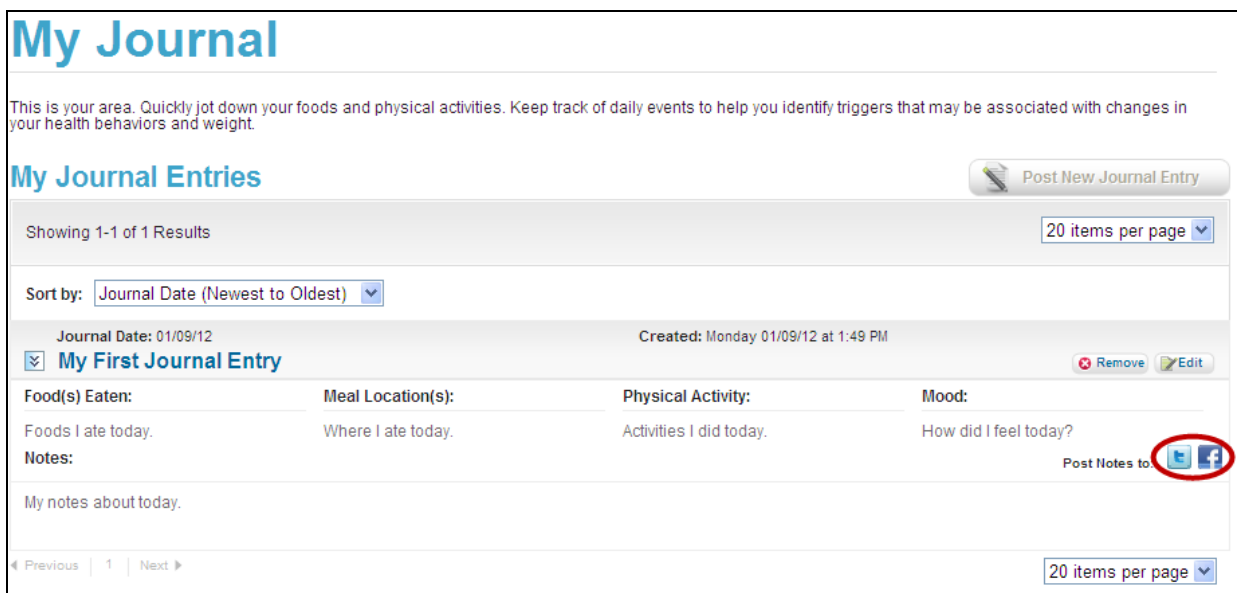 My Journal
This is your area. Quickly jot down your foods and physical activities. Keep track of daily events to help you identify triggers that may be associated with changes in
your health behaviors and weight.
My Journal Entries
Post New Journal Entry
Showing 1-1 of 1 Results
20 items per page
Sort by: Journal Date (Newest to Oldest)
Journal Date: 01/09/12 Created: Monday 01/09/12 at 1:49 PM
My First Journal Entry
Remove Edit
Food(s) Eaten: Meal Location(s): Physical Activity: Mood:
Foods I ate today. Where I ate today. Activities I did today. How did I feel today?
Notes: Post Notes to:
My notes about today.
Previous 1 Next
20 items per page